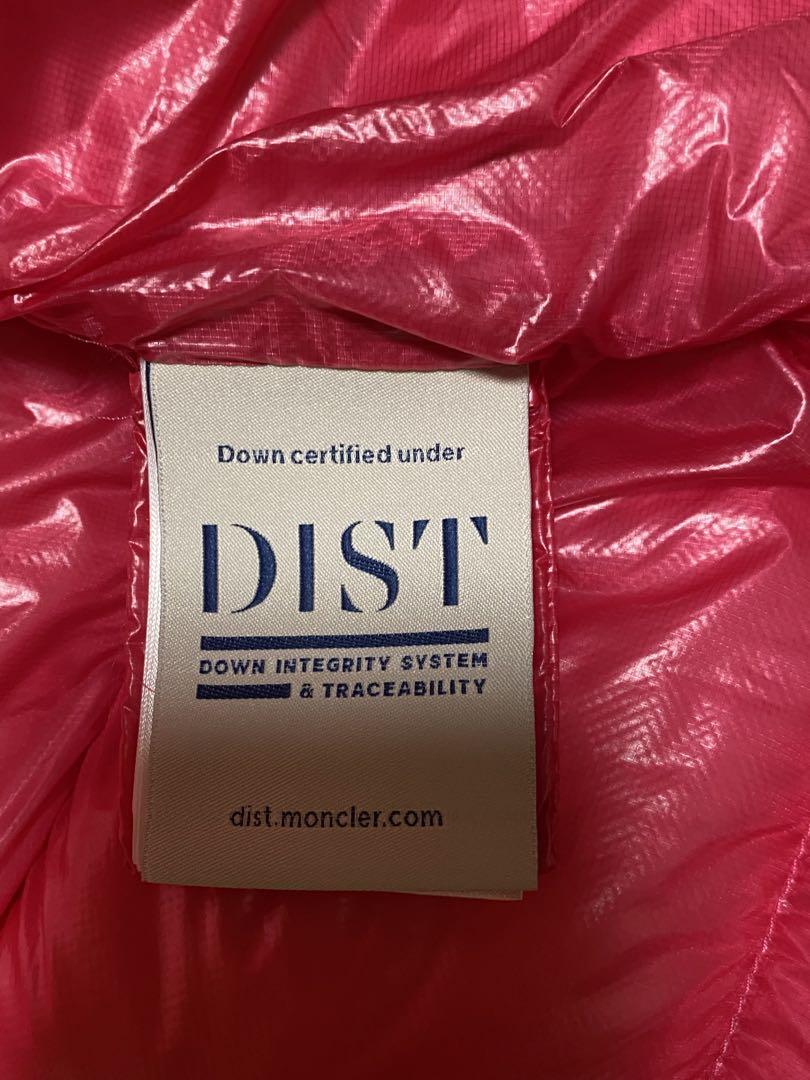 Down certified under
DIST
DOWN INTEGRITY SYSTEM
& TRACEABILITY
dist.moncler.com